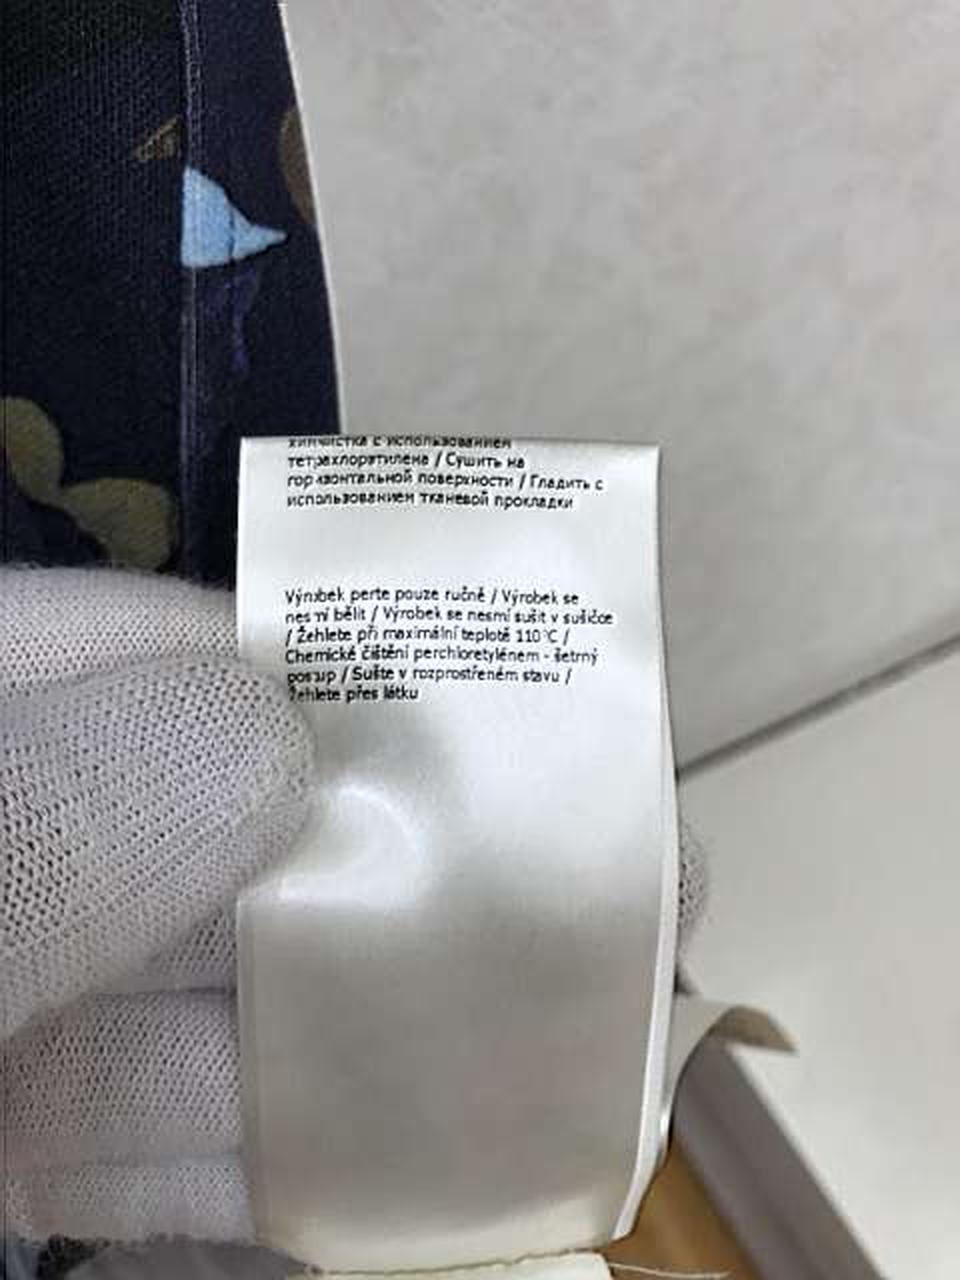 химчистка с использованием
тетрахлорэтилена / Сушить на
горизонтальной поверхности / Гладить с
использованием тканевой прокладки
Výrobek perte pouze ručně / Výrobek se
nesmí bělit / Výrobek se nesmí sušit v sušičce
/ Žehlete při maximální teplotě 110°C /
Chemické čištění perchloretylénem - šetrný
postup / Sušte v rozprostřeném stavu /
Žehlete přes látku